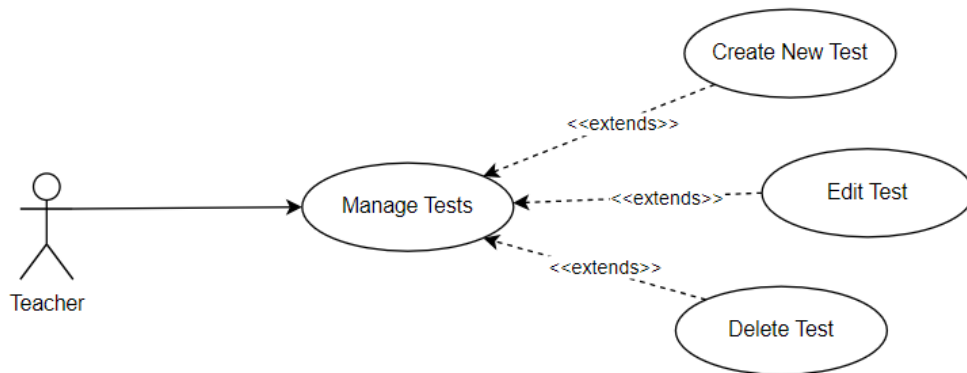 Create New Test
<<extends>>
Manage Tests
<<extends>>
Edit Test
<<extends>>
Teacher
Delete Test